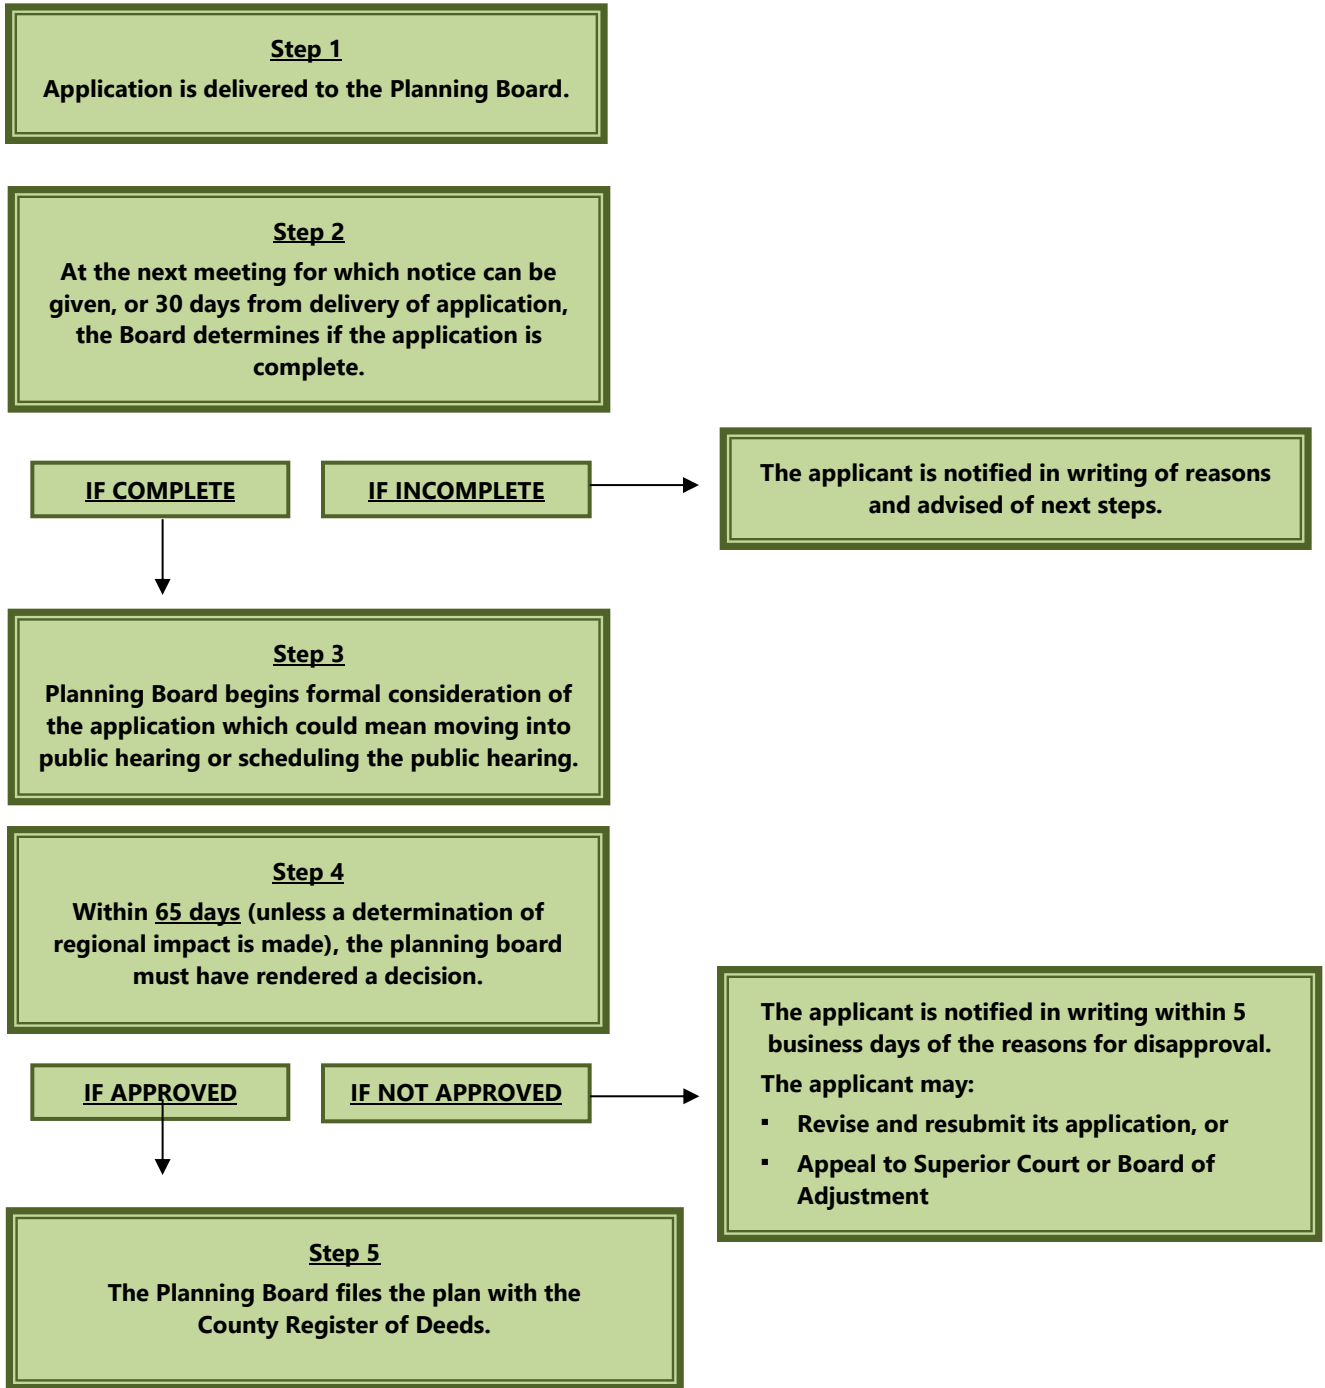 Step 1
Application is delivered to the Planning Board.
Step 2
At the next meeting for which notice can be
given, or 30 days from delivery of application,
the Board determines if the application is
complete.
IF COMPLETE
IF INCOMPLETE
The applicant is notified in writing of reasons
and advised of next steps.
Step 3
Planning Board begins formal consideration of
the application which could mean moving into
public hearing or scheduling the public hearing.
Step 4
Within 65 days (unless a determination of
regional impact is made), the planning board
must have rendered a decision.
IF APPROVED
IF NOT APPROVED
The applicant is notified in writing within 5
business days of the reasons for disapproval.
The applicant may:
▪ Revise and resubmit its application, or
▪ Appeal to Superior Court or Board of
Adjustment
Step 5
The Planning Board files the plan with the
County Register of Deeds.